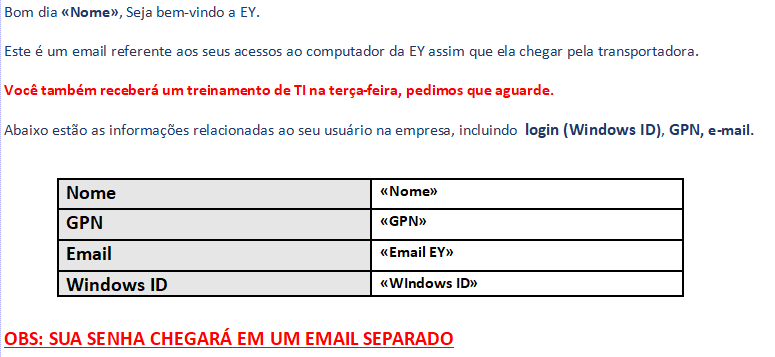 Bom dia «Nome», Seja bem-vindo a EY.
Este é um email referente aos seus acessos ao computador da EY assim que ela chegar pela transportadora.
Você também receberá um treinamento de TI na terça-feira, pedimos que aguarde.
Abaixo estão as informações relacionadas ao seu usuário na empresa, incluindo login (Windows ID), GPN, e-mail.
Nome «Nome»
GPN «GPN»
Email «Email EY»
Windows ID «WIndows ID»
OBS: SUA SENHA CHEGARÁ EM UM EMAIL SEPARADO